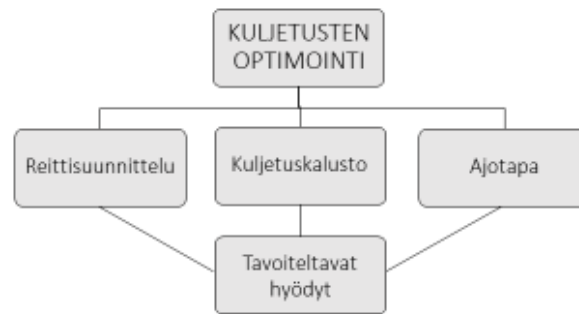 KULJETUSTEN
OPTIMOINTI
Reittisuunnittelu
Kuljetuskalusto
Ajotapa
Tavoiteltavat
hyödyt